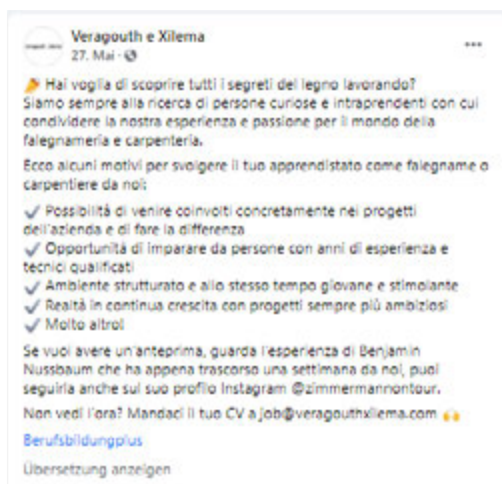 Veragouth e Xilema
27. Mai ·
Hai voglia di scoprire tutti i segreti del legno lavorando?
Siamo sempre alla ricerca di persone curiose e intraprendenti con cui
condividere la nostra esperienza e passione per il mondo della
falegnameria e carpenteria.
Ecco alcuni motivi per svolgere il tuo apprendistato come falegname o
carpentiere da noi:
✔ Possibilità di venire coinvolti concretamente nei progetti
dell'azienda e di fare la differenza
✔ Opportunità di imparare da persone con anni di esperienza e
tecnici qualificati
✔ Ambiente strutturato e allo stesso tempo giovane e stimolante
✔ Realtà in continua crescita con progetti sempre più ambiziosi
✔ Molto altro!
Se vuoi avere un'anteprima, guarda l'esperienza di Benjamin
Nussbaum che ha appena trascorso una settimana da noi, puoi
seguirla anche sul suo profilo Instagram @zimmermannontour.
Non vedi l'ora? Mandaci il tuo CV a job@veragouthxilema.com
Berufsbildungplus
Übersetzung anzeigen